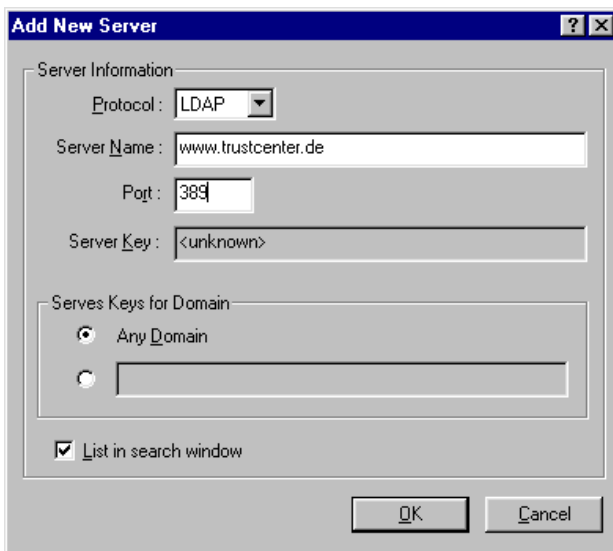 Add New Server
Server Information
Protocol : LDAP
Server Name : www.trustcenter.de
Port : 389
Server Key : <unknown>
Serves Keys for Domain
Any Domain
List in search window
OK Cancel